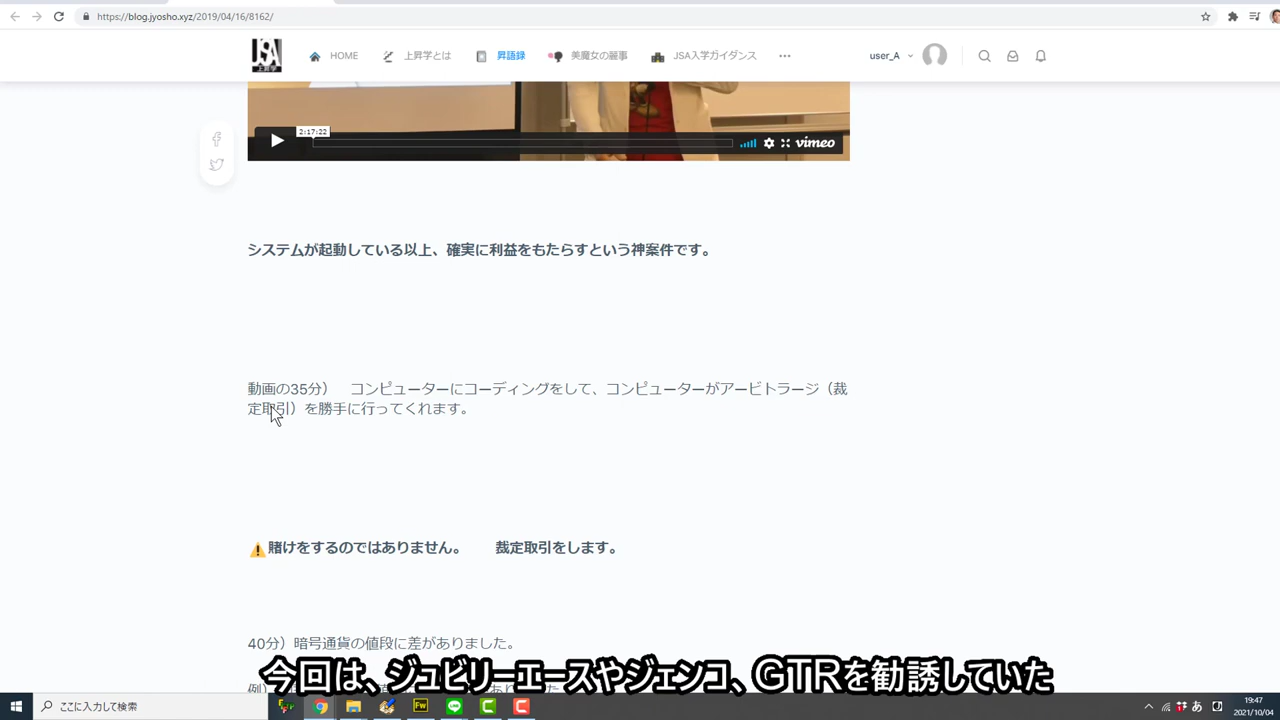 https://blog.jyosho.xyz/2019/04/16/8162/
JSA
上昇学
HOME
上昇学とは
昇語録
美魔女の麗事
JSA入学ガイダンス
user_A
2:17:22
vimeo
システムが起動している以上、確実に利益をもたらすという神案件です。
動画の35分） コンピューターにコーディングをして、コンピューターがアービトラージ（裁
定取引）を勝手に行ってくれます。
賭けをするのではありません。 裁定取引をします。
40分）暗号通貨の値段に差がありました。
今回は、ジュビリーエースやジェンコ、GTRを勧誘していた
ここに入力して検索
あ
19:47
2021/10/04